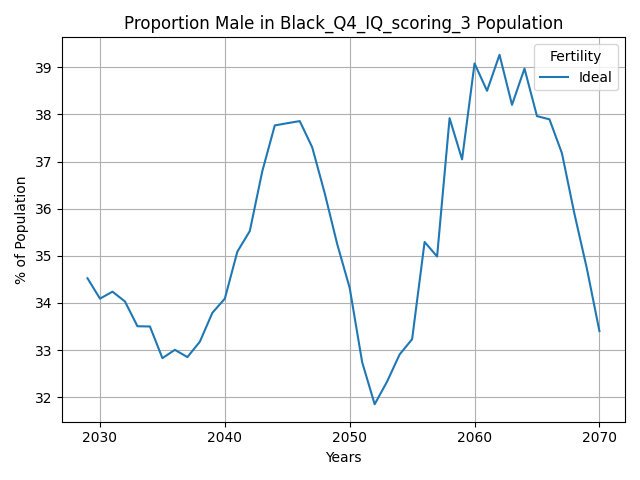 Proportion Male in Black_Q4_IQ_scoring_3 Population
Fertility
Ideal
% of Population
39
38
37
36
35
34
33
32
2030 2040 2050 2060 2070
Years